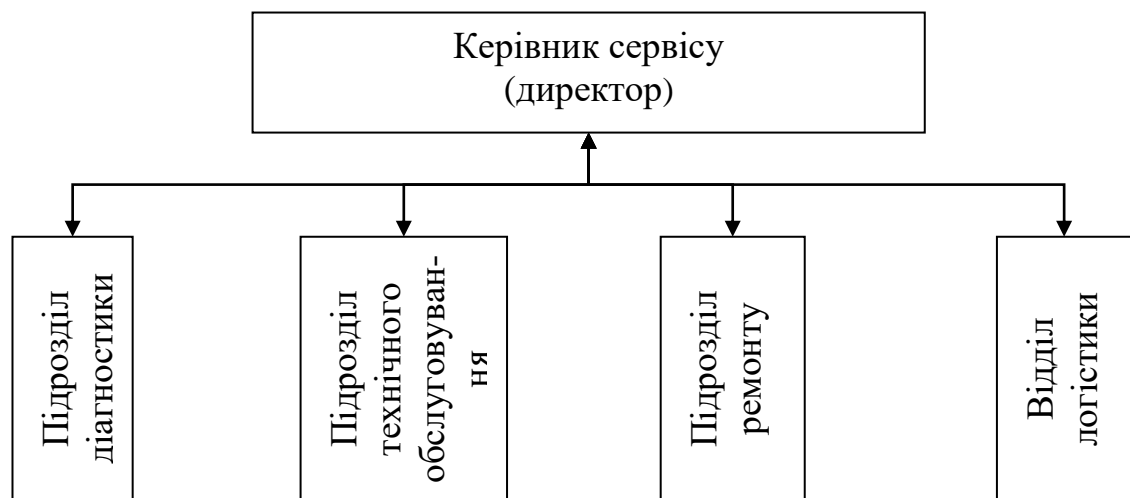 Керівник сервісу
(директор)
Підрозділ
діагностики
Підрозділ
технічного
обслуговуван-
ня
Підрозділ
ремонту
Відділ
логістики